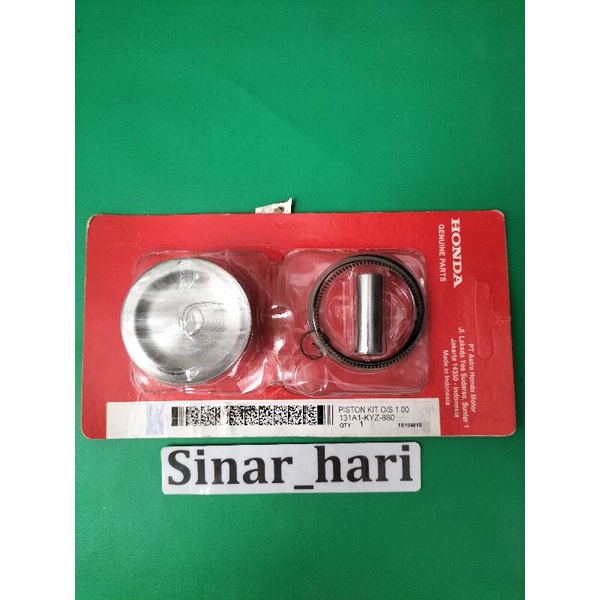 HONDA
GENUINE PARTS
PT Astra Honda Motor
Jl. Laksda Yos Sudarso, Sunter 1
Jakarta 14350 - Indonesia
Made in Indonesia
PISTON KIT O/S 1.00
131A1-KYZ-880
QTY 1 1819W18
Sinar_hari